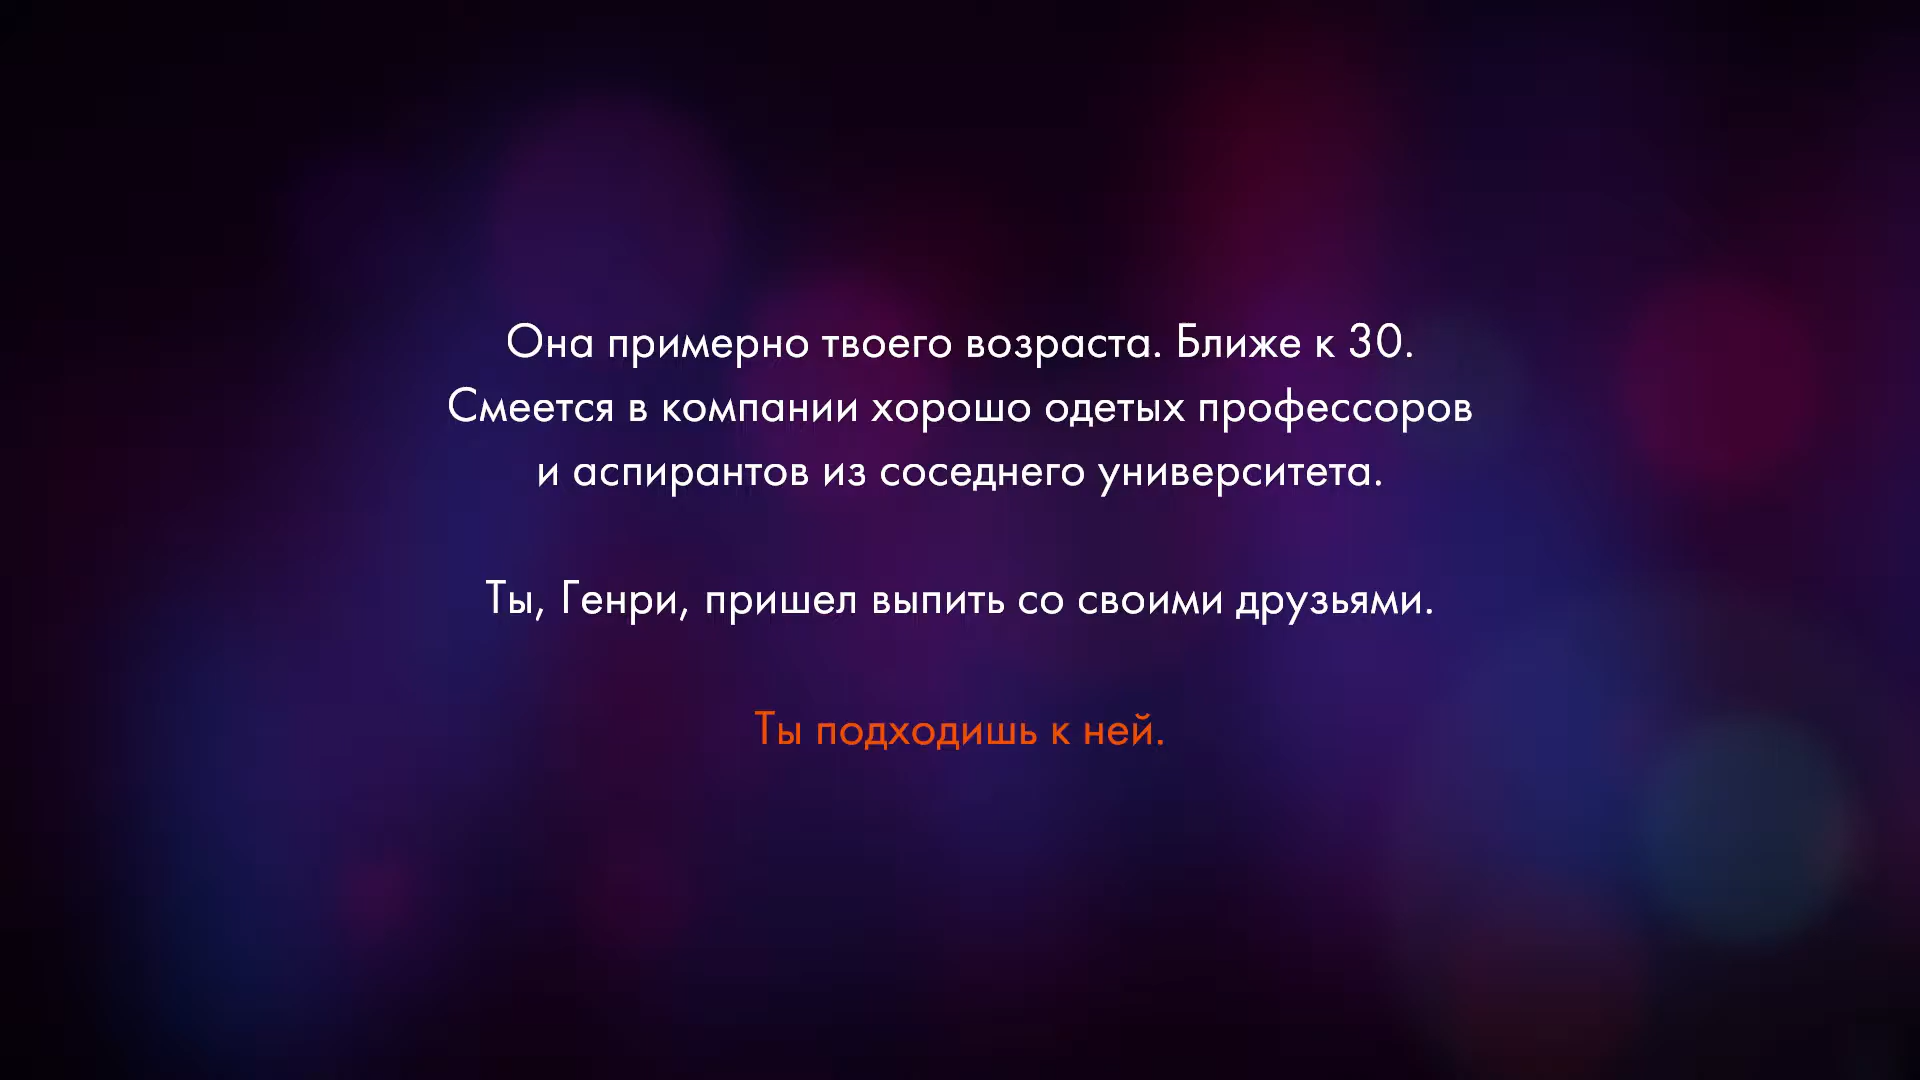 Она примерно твоего возраста. Ближе к 30.
Смеется в компании хорошо одетых профессоров
и аспирантов из соседнего университета.
Ты, Генри, пришел выпить со своими друзьями.
Ты подходишь к ней.